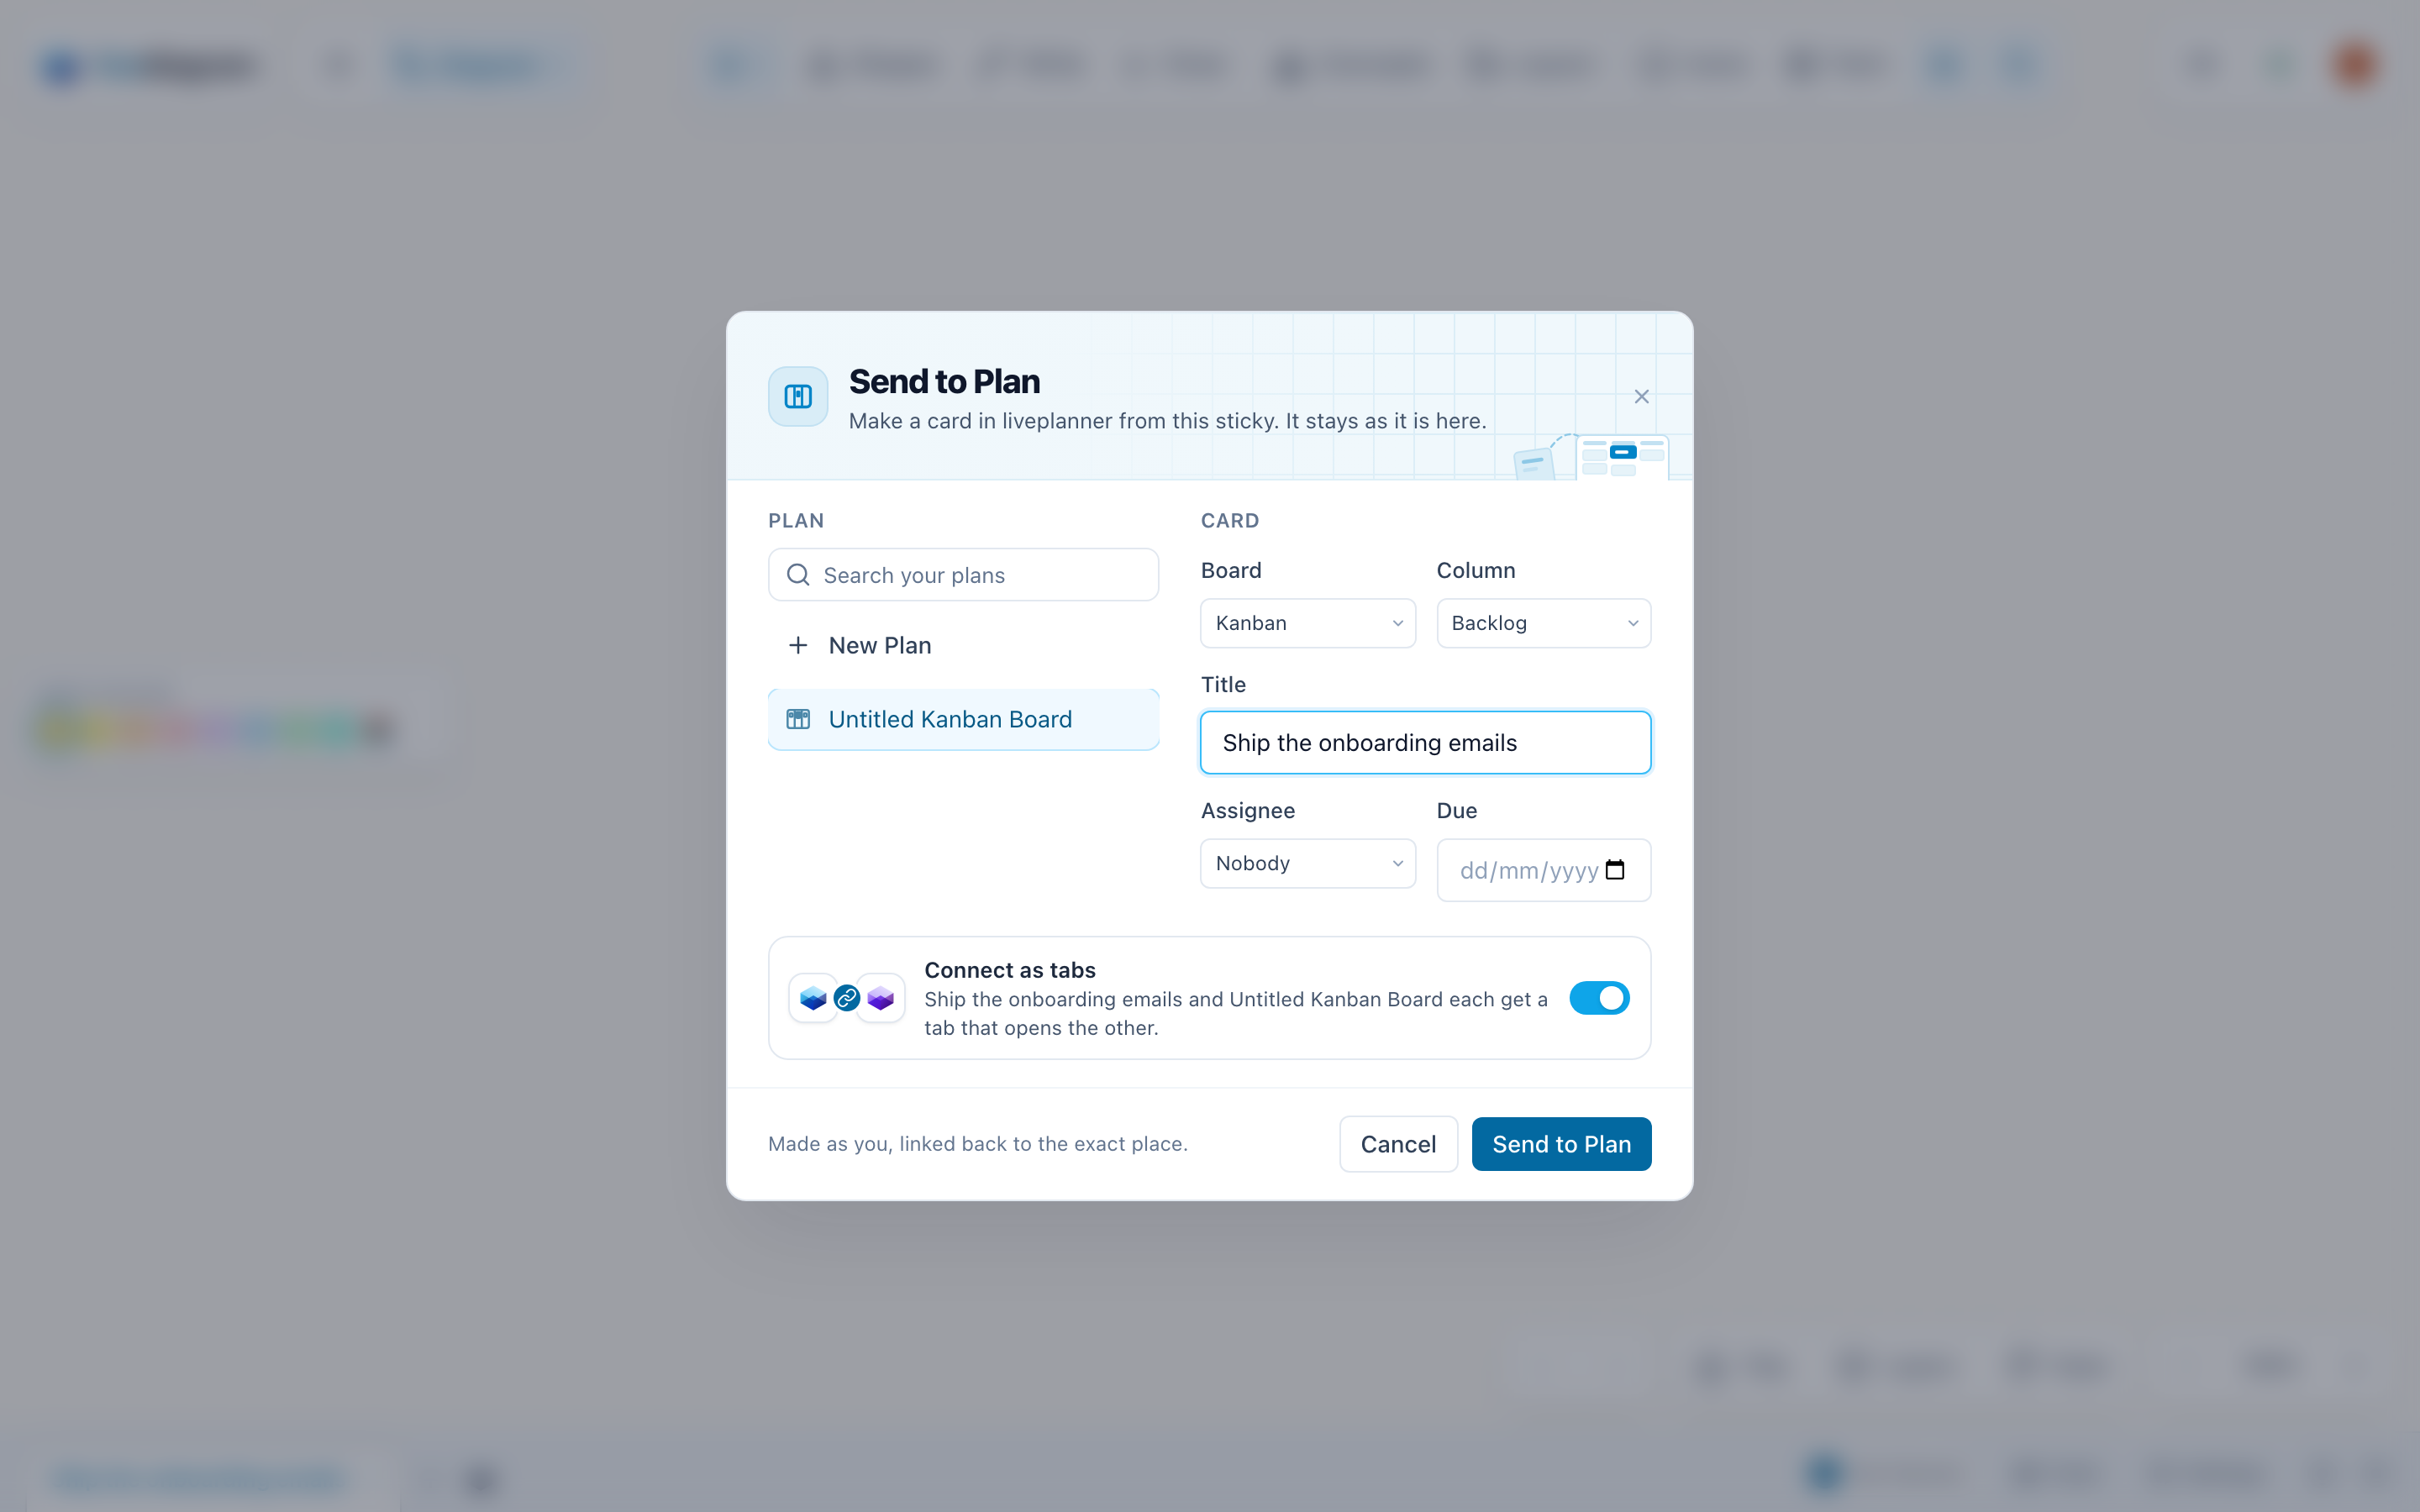 Send to Plan
Make a card in liveplanner from this sticky. It stays as it is here.
PLAN
Search your plans
New Plan
Untitled Kanban Board
CARD
Board
Column
Kanban
Backlog
Title
Ship the onboarding emails
Assignee
Due
Nobody
dd/mm/yyyy
Connect as tabs
Ship the onboarding emails and Untitled Kanban Board each get a
tab that opens the other.
Made as you, linked back to the exact place.
Cancel
Send to Plan